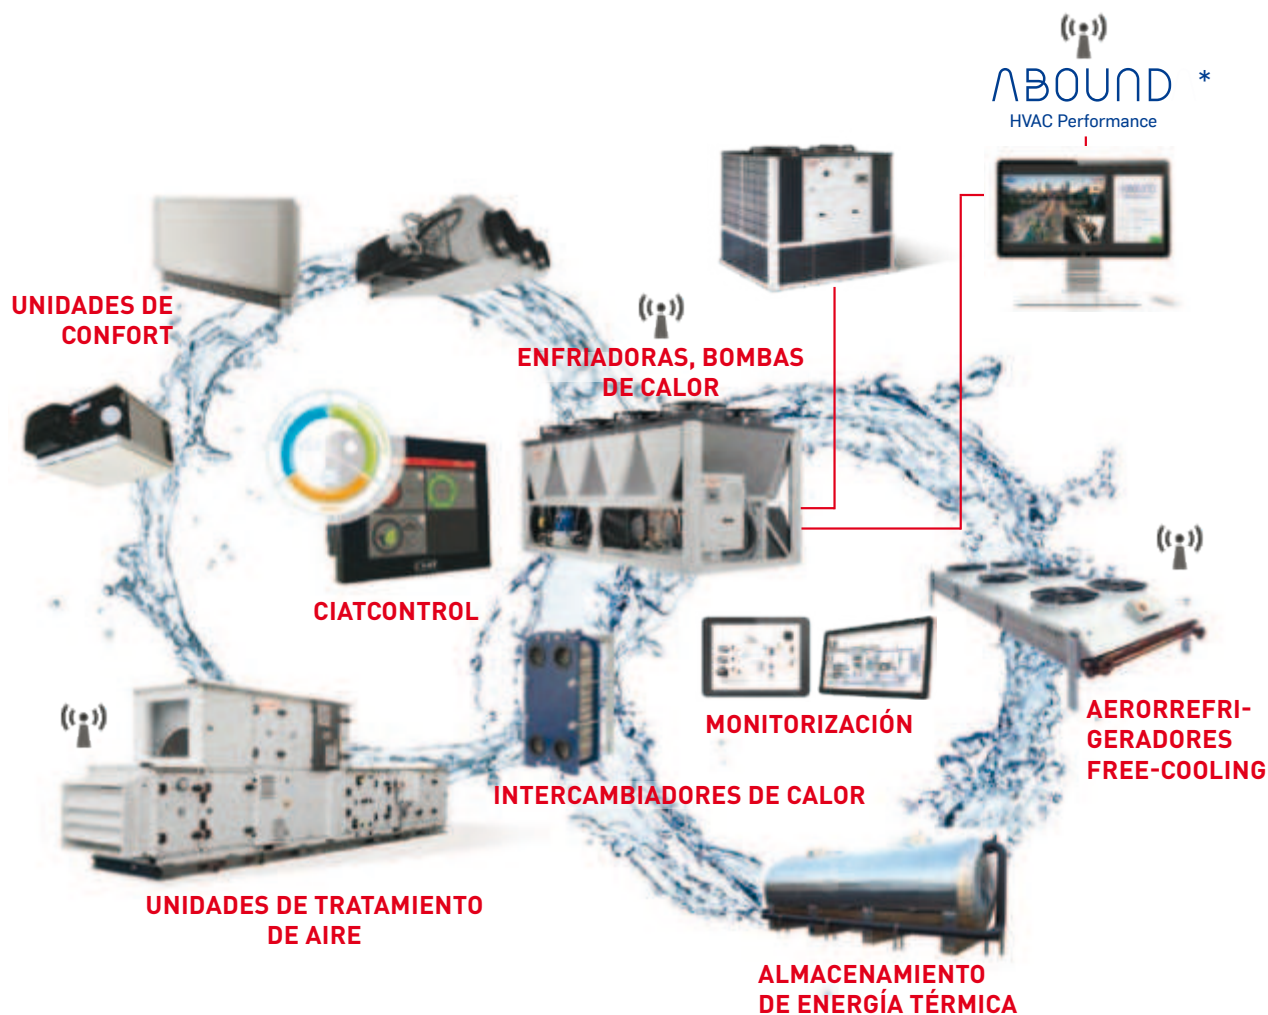 ABOUND *
HVAC Performance
ABOUND
UNIDADES DE
CONFORT
ENFRIADORAS, BOMBAS
DE CALOR
CIATCONTROL
MONITORIZACIÓN
AERORREFRI-
GERADORES
FREE-COOLING
INTERCAMBIADORES DE CALOR
UNIDADES DE TRATAMIENTO
DE AIRE
ALMACENAMIENTO
DE ENERGÍA TÉRMICA